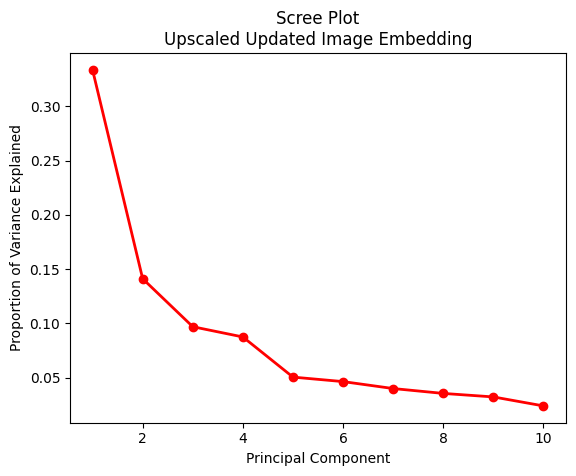 Scree Plot
Upscaled Updated Image Embedding
Proportion of Variance Explained
0.30
0.25
0.20
0.15
0.10
0.05
2 4 6 8 10
Principal Component